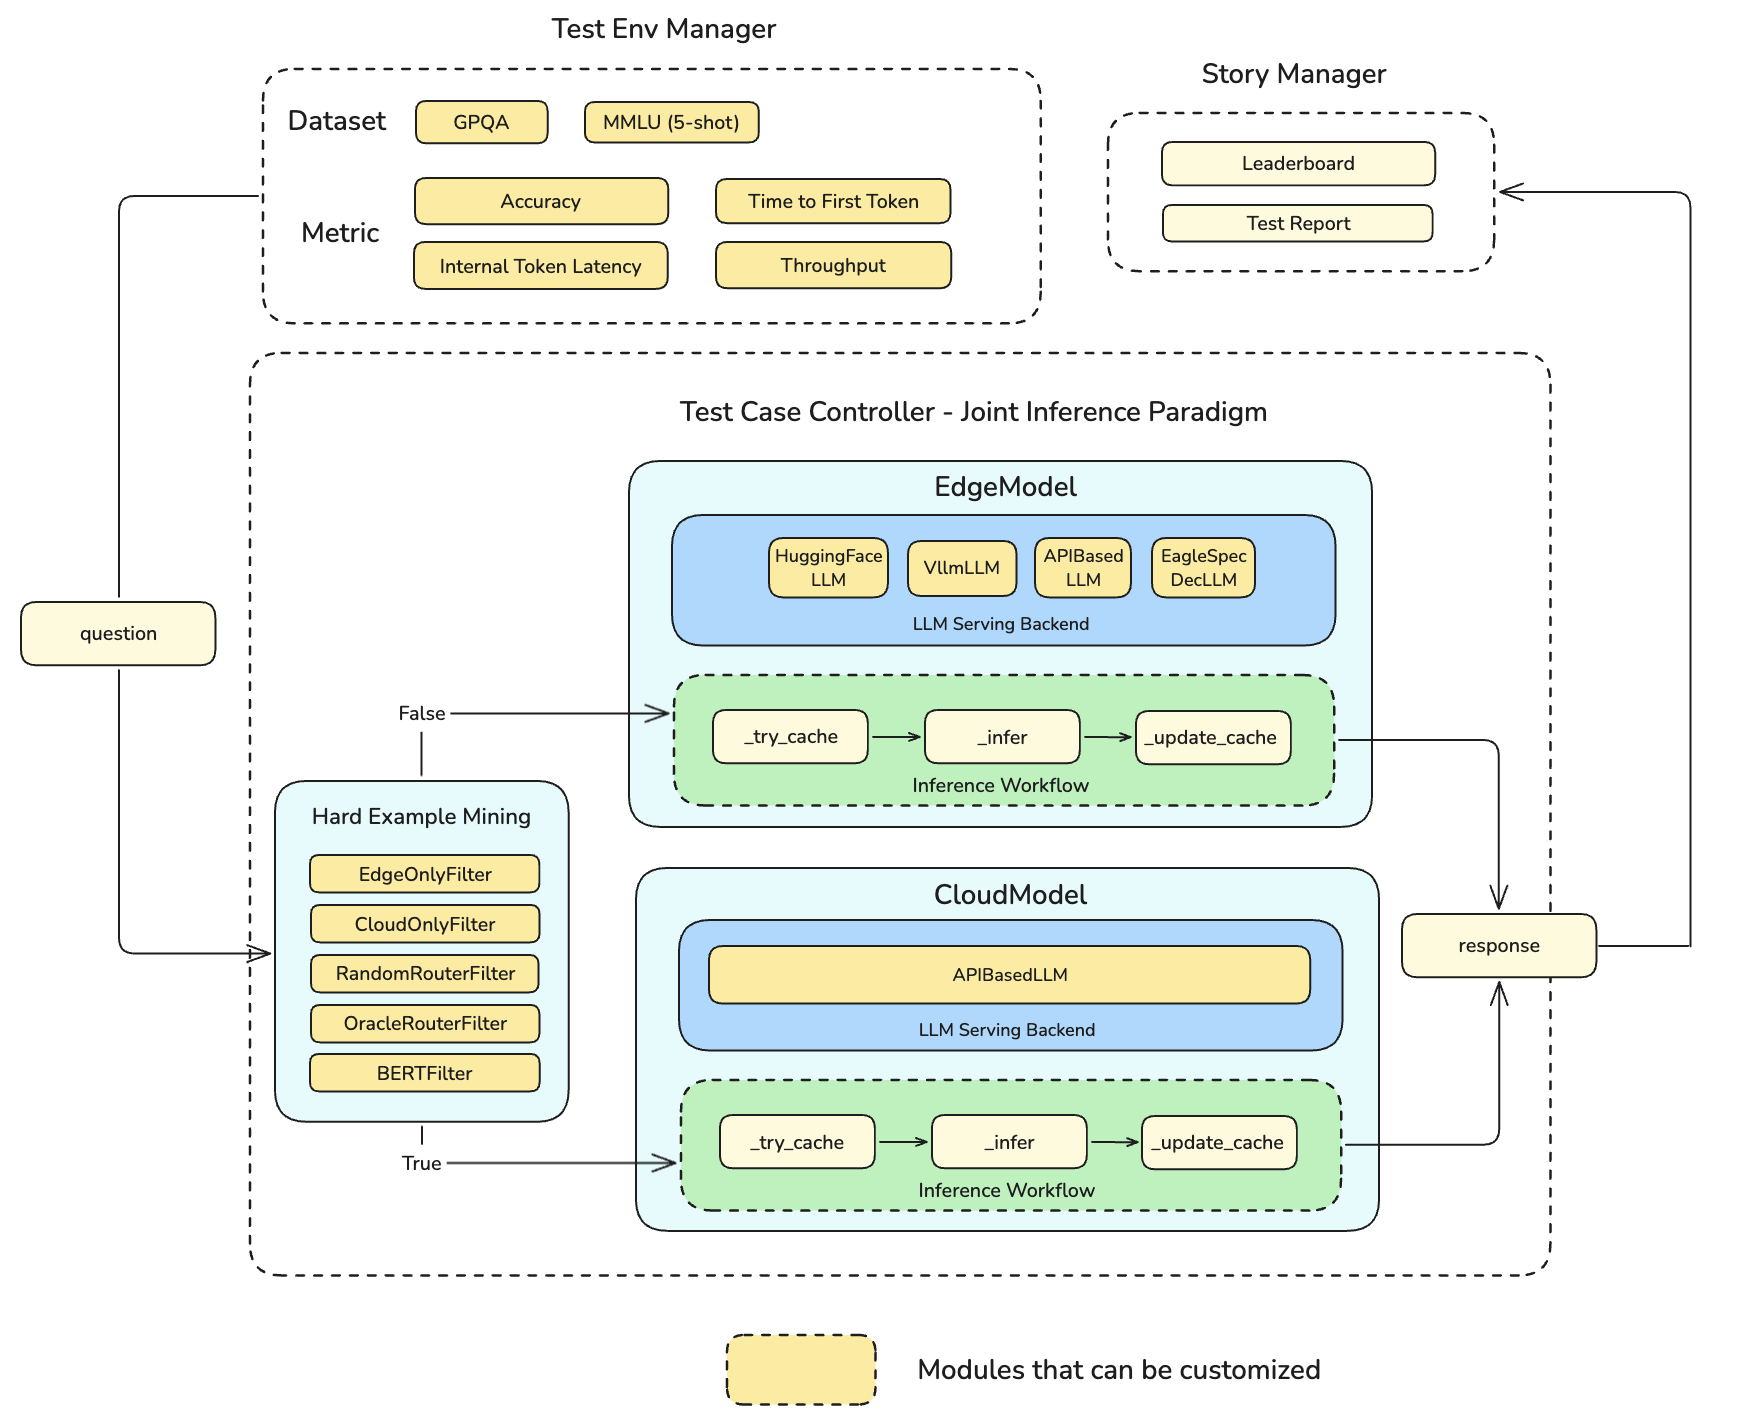 Test Env Manager
Dataset
GPQA
MMLU (5-shot)
Metric
Accuracy
Time to First Token
Internal Token Latency
Throughput
Story Manager
Leaderboard
Test Report
question
Test Case Controller - Joint Inference Paradigm
EdgeModel
HuggingFace
LLM
VllmLLM
APIBased
LLM
EagleSpec
DecLLM
LLM Serving Backend
False
_try_cache
_infer
_update_cache
Inference Workflow
Hard Example Mining
EdgeOnlyFilter
CloudOnlyFilter
RandomRouterFilter
OracleRouterFilter
BERTFilter
True
CloudModel
APIBasedLLM
LLM Serving Backend
_try_cache
_infer
_update_cache
Inference Workflow
response
Modules that can be customized